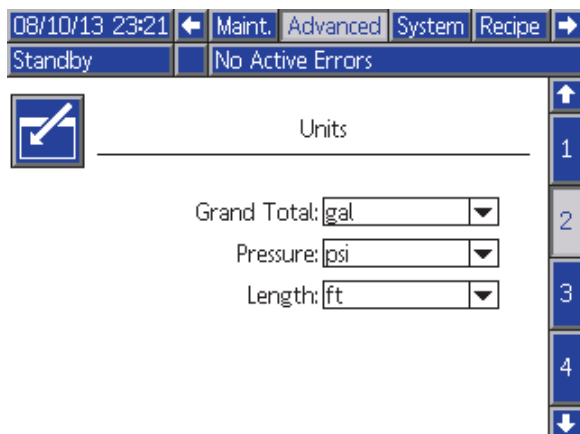 08/10/13 23:21 Maint. Advanced System Recipe
Standby No Active Errors
Units
1
Grand Total: gal
2
Pressure: psi
Length: ft
3
4